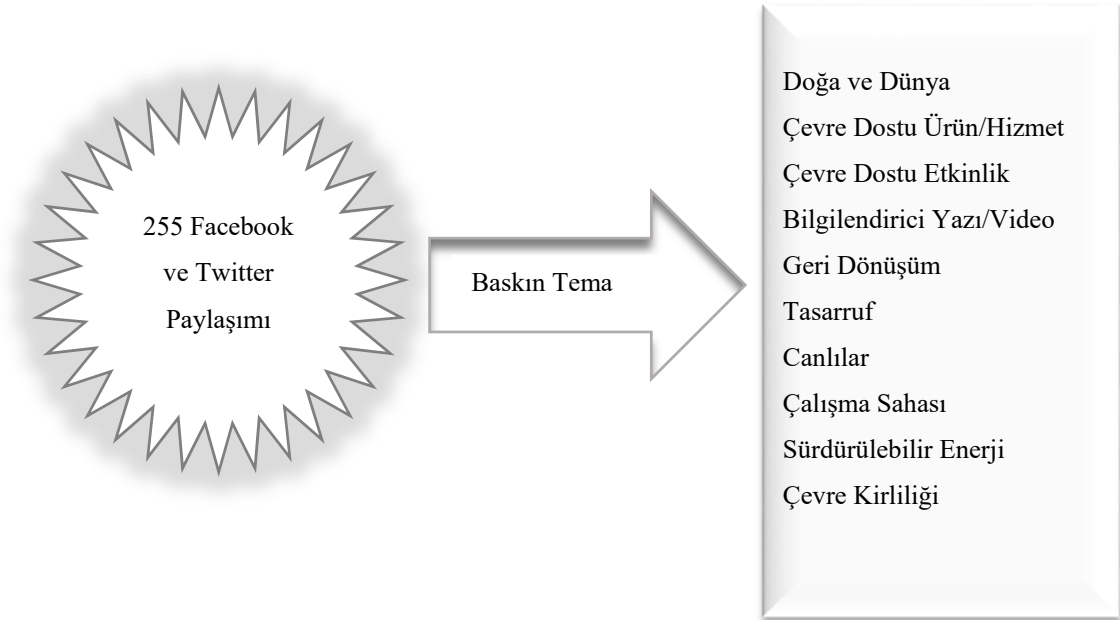 255 Facebook
ve Twitter
Paylaşımı
Baskın Tema
Doğa ve Dünya
Çevre Dostu Ürün/Hizmet
Çevre Dostu Etkinlik
Bilgilendirici Yazı/Video
Geri Dönüşüm
Tasarruf
Canlılar
Çalışma Sahası
Sürdürülebilir Enerji
Çevre Kirliliği